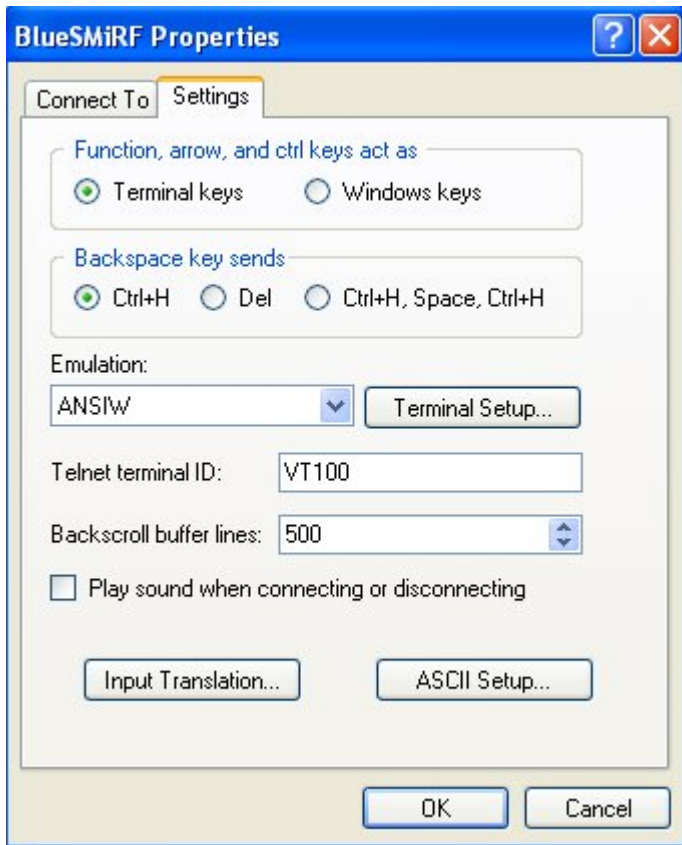 BlueSMiRF Properties
Connect To Settings
Function, arrow, and ctrl keys act as
Terminal keys Windows keys
Backspace key sends
Ctrl+H Del Ctrl+H, Space, Ctrl+H
Emulation:
ANSIW Terminal Setup...
Telnet terminal ID: VT100
Backscroll buffer lines: 500
Play sound when connecting or disconnecting
Input Translation... ASCII Setup...
OK Cancel